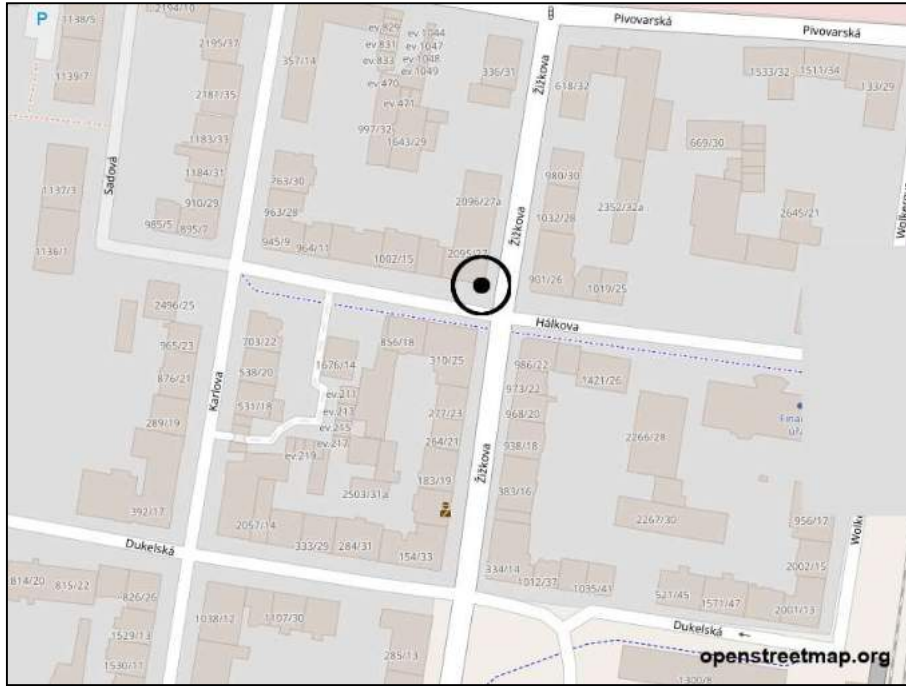 P
1138/5
2194/10
2195/37
1139/7
2181/35
1183/33
1184/31
910/29
985/5
895/7
1137/3
1136/1
Sadová
357/14
ev.829
ev.831
ev.833
ev.470
ev.471
ev.1044
ev.1047
ev.1048
ev.1049
336/31
997/32
1643/29
763/30
963/28
945/9
964/11
1002/15
2096/27a
2095/27
Žižkova
Žižkova
Pivovarská
Pivovarská
618/32
1533/32
1511/34
133/29
669/30
980/30
1032/28
2352/32a
2645/21
901/26
1019/25
Hálkova
2496/25
965/23
876/21
289/19
392/17
Karlova
703/22
538/20
531/18
1676/14
ev.211
ev.213
ev.215
ev.217
ev.219
856/18
310/25
277/23
264/21
183/19
2503/31a
2057/14
333/29
284/31
154/33
Žižkova
986/22
973/22
968/20
938/18
383/16
334/14
1421/26
2266/28
2267/30
1012/37
1035/41
521/45
1571/47
2001/13
2002/15
956/17
Dukelská
814/20
815/22
826/26
1529/13
1530/11
1038/12
1107/30
285/13
Dukelská
1300/8
openstreetmap.org